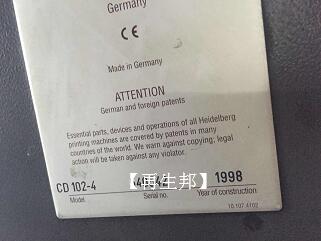 Germany
CE
Made in Germany
ATTENTION
German and foreign patents
Essential parts, devices and operations of all Heidelberg
printing machines are covered by patents in many
countries of the world. We warn against copying; legal
action will be taken against any violator.
CD 102-4 【再生邦】 1998
Model Serial no. Year of construction
10.107.4102